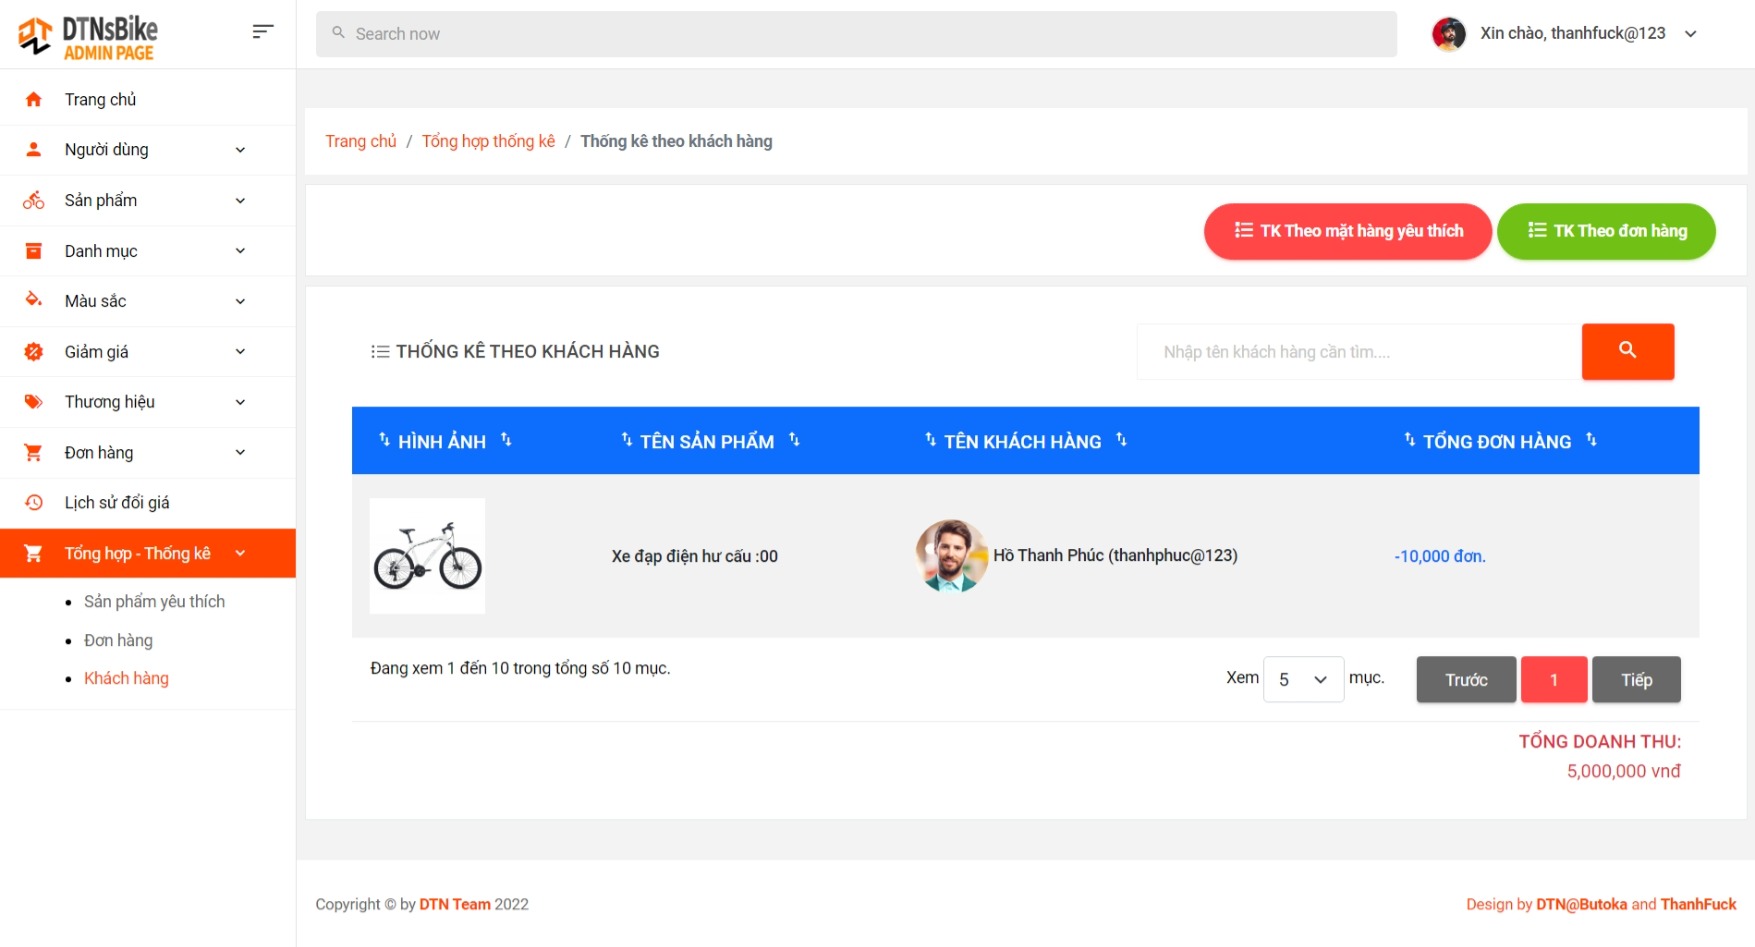 DTNsBike
ADMIN PAGE
Search now
Xin chào, thanhfuck@123
Trang chủ
Người dùng
Sản phẩm
Danh mục
Màu sắc
Giảm giá
Thương hiệu
Đơn hàng
Lịch sử đổi giá
Tổng hợp - Thống kê
Sản phẩm yêu thích
Đơn hàng
Khách hàng
Trang chủ / Tổng hợp thống kê / Thống kê theo khách hàng
TK Theo mặt hàng yêu thích
TK Theo đơn hàng
THỐNG KÊ THEO KHÁCH HÀNG
Nhập tên khách hàng cần tìm....
HÌNH ẢNH TÊN SẢN PHẨM TÊN KHÁCH HÀNG TỔNG ĐƠN HÀNG
Xe đạp điện hư cấu :00 Hồ Thanh Phúc (thanhphuc@123) -10,000 đơn.
Đang xem 1 đến 10 trong tổng số 10 mục.
Xem 5 mục.
Trước 1 Tiếp
TỔNG DOANH THU:
5,000,000 vnđ
Copyright © by DTN Team 2022
Design by DTN@Butoka and ThanhFuck